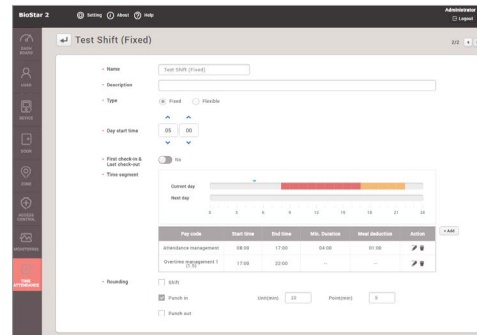 BioStar 2
Setting About Help
Administrator
Logout
Test Shift (Fixed)
2/2
DASH BOARD
USER
DEVICE
DOOR
ZONE
ACCESS CONTROL
MONITORING
TIME ATTENDANCE
Name Test Shift (Fixed)
Description
Type Fixed Flexible
Day start time 05 00
First check-in & Last check-out No
Time segment
Current day
Next day
0 3 6 9 12 15 18 21 24
Pay code Start time End time Min. Duration Meal deduction Action
+ Add
Attendance management 08:00 17:00 04:00 01:00
Overtime management 1 17:00 22:00 -- --
Rounding Shift
Punch in Unit(min) 10 Point(min) 5
Punch out